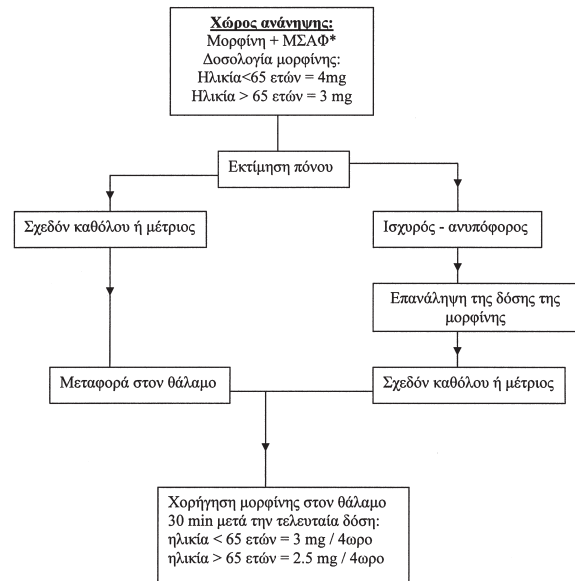 Χώρος ανάνηψης:
Μορφίνη + ΜΣΑΦ*
Δοσολογία μορφίνης:
Ηλικία<65 ετών = 4mg
Ηλικία > 65 ετών = 3 mg
Εκτίμηση πόνου
Σχεδόν καθόλου ή μέτριος
Ισχυρός - ανυπόφορος
Επανάληψη της δόσης της
μορφίνης
Μεταφορά στον θάλαμο
Σχεδόν καθόλου ή μέτριος
Χορήγηση μορφίνης στον θάλαμο
30 min μετά την τελευταία δόση:
ηλικία < 65 ετών = 3 mg / 4ωρο
ηλικία > 65 ετών = 2.5 mg / 4ωρο